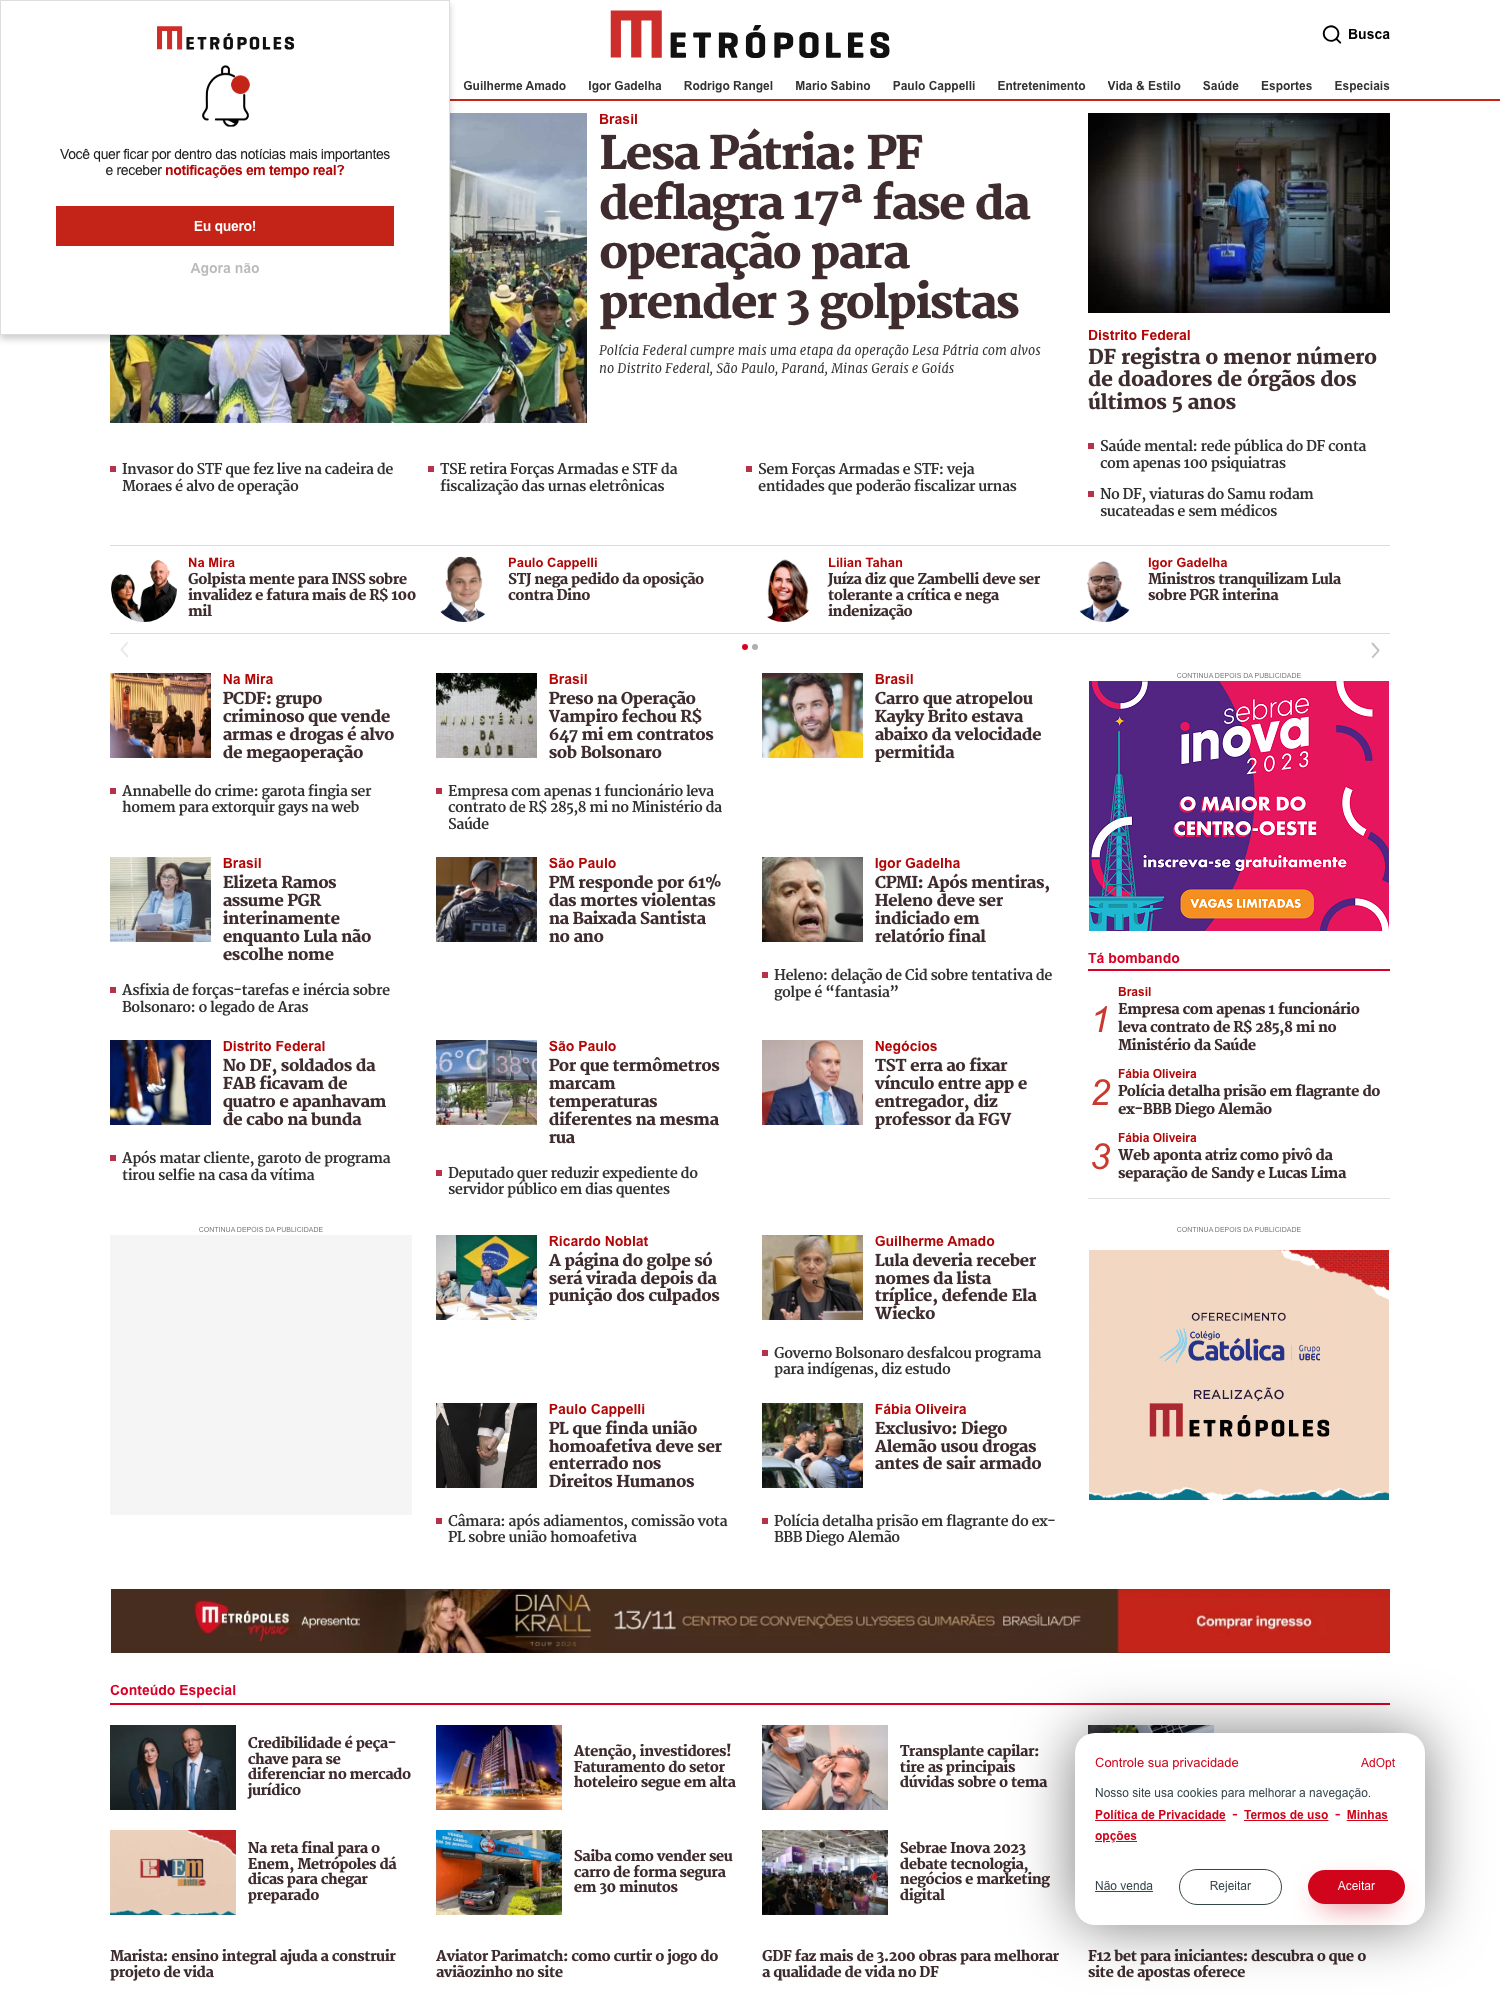 METRÓPOLES
Você quer ficar por dentro das notícias mais importantes
e receber notificações em tempo real?
Eu quero!
Agora não
METRÓPOLES
Busca
Guilherme Amado
Igor Gadelha
Rodrigo Rangel
Mario Sabino
Paulo Cappelli
Entretenimento
Vida & Estilo
Saúde
Esportes
Especiais
Brasil
Lesa Pátria: PF
deflagra 17ª fase da
operação para
prender 3 golpistas
Polícia Federal cumpre mais uma etapa da operação Lesa Pátria com alvos
no Distrito Federal, São Paulo, Paraná, Minas Gerais e Goiás
Distrito Federal
DF registra o menor número
de doadores de órgãos dos
últimos 5 anos
Saúde mental: rede pública do DF conta
com apenas 100 psiquiatras
No DF, viaturas do Samu rodam
sucateadas e sem médicos
Invasor do STF que fez live na cadeira de
Moraes é alvo de operação
TSE retira Forças Armadas e STF da
fiscalização das urnas eletrônicas
Sem Forças Armadas e STF: veja
entidades que poderão fiscalizar urnas
Na Mira
Golpista mente para INSS sobre
invalidez e fatura mais de R$ 100
mil
Paulo Cappelli
STJ nega pedido da oposição
contra Dino
Lilian Tahan
Juíza diz que Zambelli deve ser
tolerante a crítica e nega
indenização
Igor Gadelha
Ministros tranquilizam Lula
sobre PGR interina
Na Mira
PCDF: grupo
criminoso que vende
armas e drogas é alvo
de megaoperação
Annabelle do crime: garota fingia ser
homem para extorquir gays na web
MINISTÉRIO
DA
SAÚDE
Brasil
Preso na Operação
Vampiro fechou R$
647 mi em contratos
sob Bolsonaro
Empresa com apenas 1 funcionário leva
contrato de R$ 285,8 mi no Ministério da
Saúde
Brasil
Carro que atropelou
Kayky Brito estava
abaixo da velocidade
permitida
CONTINUA DEPOIS DA PUBLICIDADE
sebrae
inova
2023
O MAIOR DO
CENTRO-OESTE
inscreva-se gratuitamente
VAGAS LIMITADAS
Brasil
Elizeta Ramos
assume PGR
interinamente
enquanto Lula não
escolhe nome
Asfixia de forças-tarefas e inércia sobre
Bolsonaro: o legado de Aras
rota
São Paulo
PM responde por 61%
das mortes violentas
na Baixada Santista
no ano
Igor Gadelha
CPMI: Após mentiras,
Heleno deve ser
indiciado em
relatório final
Heleno: delação de Cid sobre tentativa de
golpe é “fantasia”
Tá bombando
1
Brasil
Empresa com apenas 1 funcionário
leva contrato de R$ 285,8 mi no
Ministério da Saúde
2
Fábia Oliveira
Polícia detalha prisão em flagrante do
ex-BBB Diego Alemão
3
Fábia Oliveira
Web aponta atriz como pivô da
separação de Sandy e Lucas Lima
Distrito Federal
No DF, soldados da
FAB ficavam de
quatro e apanhavam
de cabo na bunda
Após matar cliente, garoto de programa
tirou selfie na casa da vítima
6°C
38°C
São Paulo
Por que termômetros
marcam
temperaturas
diferentes na mesma
rua
Deputado quer reduzir expediente do
servidor público em dias quentes
Negócios
TST erra ao fixar
vínculo entre app e
entregador, diz
professor da FGV
CONTINUA DEPOIS DA PUBLICIDADE
Ricardo Noblat
A página do golpe só
será virada depois da
punição dos culpados
Guilherme Amado
Lula deveria receber
nomes da lista
tríplice, defende Ela
Wiecko
Governo Bolsonaro desfalcou programa
para indígenas, diz estudo
CONTINUA DEPOIS DA PUBLICIDADE
OFERECIMENTO
Colégio
Católica
Grupo
UBEC
REALIZAÇÃO
METRÓPOLES
Paulo Cappelli
PL que finda união
homoafetiva deve ser
enterrado nos
Direitos Humanos
Câmara: após adiamentos, comissão vota
PL sobre união homoafetiva
Fábia Oliveira
Exclusivo: Diego
Alemão usou drogas
antes de sair armado
Polícia detalha prisão em flagrante do ex-
BBB Diego Alemão
METRÓPOLES
music
Apresenta:
DIANA
KRALL
TOUR 2023
13/11 CENTRO DE CONVENÇÕES ULYSSES GUIMARÃES BRASÍLIA/DF
Comprar ingresso
Conteúdo Especial
Credibilidade é peça-
chave para se
diferenciar no mercado
jurídico
Atenção, investidores!
Faturamento do setor
hoteleiro segue em alta
Transplante capilar:
tire as principais
dúvidas sobre o tema
ENEM
Na reta final para o
Enem, Metrópoles dá
dicas para chegar
preparado
Saiba como vender seu
carro de forma segura
em 30 minutos
Sebrae Inova 2023
debate tecnologia,
negócios e marketing
digital
Marista: ensino integral ajuda a construir
projeto de vida
Aviator Parimatch: como curtir o jogo do
aviãozinho no site
GDF faz mais de 3.200 obras para melhorar
a qualidade de vida no DF
F12 bet para iniciantes: descubra o que o
site de apostas oferece
Controle sua privacidade
AdOpt
Nosso site usa cookies para melhorar a navegação.
Política de Privacidade - Termos de uso - Minhas
opções
Não venda
Rejeitar
Aceitar